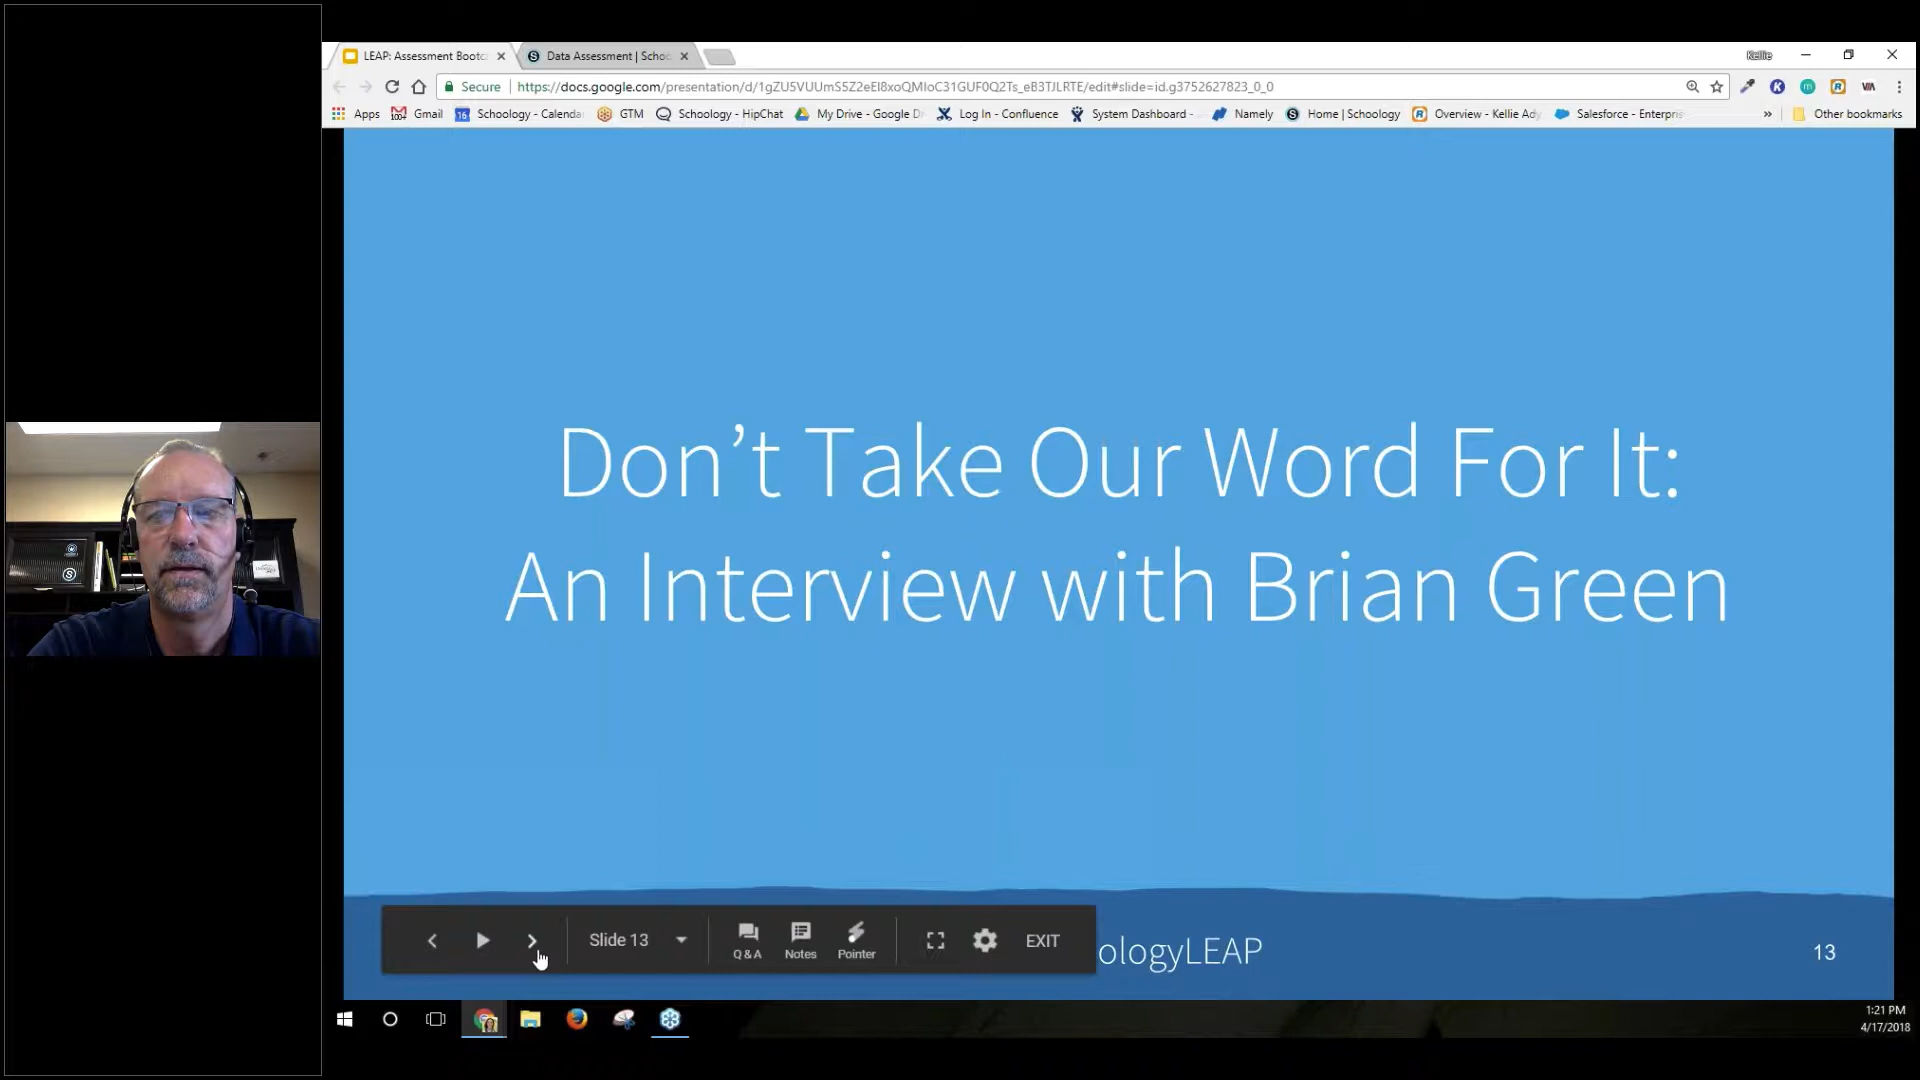 LEAP: Assessment Bootc
Data Assessment | Schoo
Kellie
Secure
https://docs.google.com/presentation/d/1gZU5VUUmS5Z2eEI8xoQMIoC31GUF0Q2Ts_eB3TJLRTE/edit#slide=id.g3752627823_0_0
Apps
Gmail
Schoology - Calenda
GTM
Schoology - HipChat
My Drive - Google D
Log In - Confluence
System Dashboard -
Namely
Home | Schoology
Overview - Kellie Ady
Salesforce - Enterpris
»
Other bookmarks
Don’t Take Our Word For It:
An Interview with Brian Green
Slide 13
Q & A
Notes
Pointer
EXIT
ologyLEAP
13
1:21 PM
4/17/2018